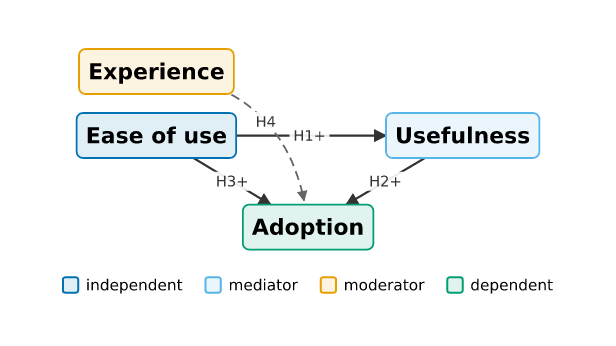 Experience
H4
Ease of use
H1+
Usefulness
H3+
H2+
Adoption
independent
mediator
moderator
dependent